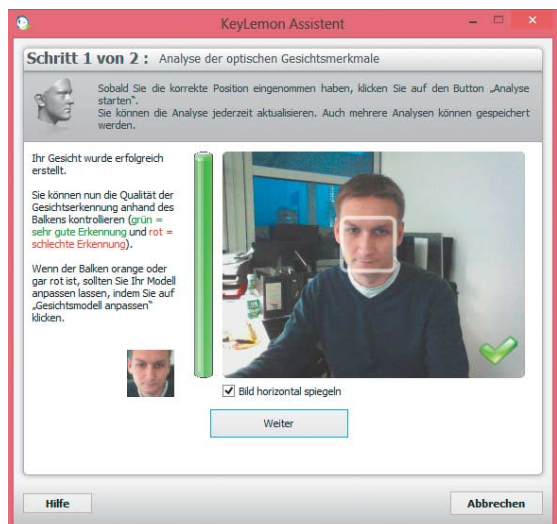 KeyLemon Assistent
Schritt 1 von 2 : Analyse der optischen Gesichtsmerkmale
Sobald Sie die korrekte Position eingenommen haben, klicken Sie auf den Button „Analyse
starten“.
Sie können die Analyse jederzeit aktualisieren. Auch mehrere Analysen können gespeichert
werden.
Ihr Gesicht wurde erfolgreich
erstellt.
Sie können nun die Qualität der
Gesichtserkennung anhand des
Balkens kontrollieren (grün =
sehr gute Erkennung und rot =
schlechte Erkennung).
Wenn der Balken orange oder
gar rot ist, sollten Sie Ihr Modell
anpassen lassen, indem Sie auf
„Gesichtsmodell anpassen“
klicken.
Bild horizontal spiegeln
Weiter
Hilfe
Abbrechen